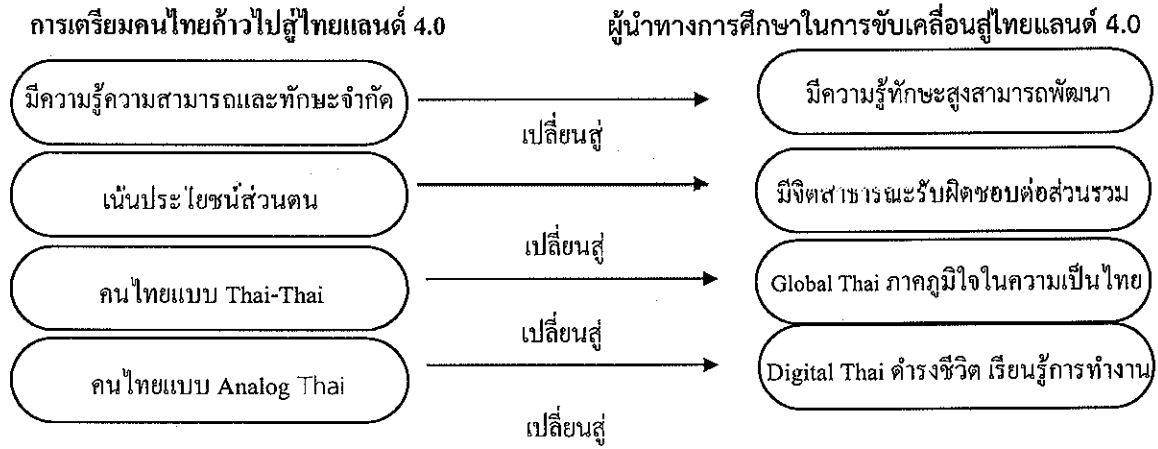 การเตรียมคนไทยก้าวไปสู่ไทยแลนด์ 4.0
ผู้นำทางการศึกษาในการขับเคลื่อนสู่ไทยแลนด์ 4.0
มีความรู้ความสามารถและทักษะจำกัด
มีความรู้ทักษะสูงสามารถพัฒนา
เปลี่ยนสู่
เน้นประโยชน์ส่วนตน
มีจิตสาธารณะรับผิดชอบต่อส่วนรวม
เปลี่ยนสู่
คนไทยแบบ Thai-Thai
Global Thai ภาคภูมิใจในความเป็นไทย
เปลี่ยนสู่
คนไทยแบบ Analog Thai
Digital Thai ดำรงชีวิต เรียนรู้การทำงาน
เปลี่ยนสู่